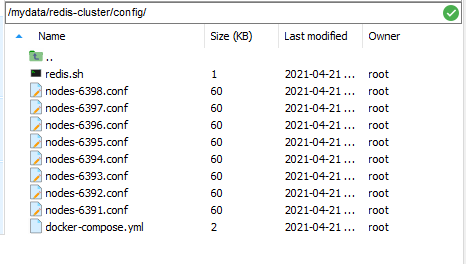 /mydata/redis-cluster/config/
Name Size (KB) Last modified Owner
..
redis.sh 1 2021-04-21 ... root
nodes-6398.conf 60 2021-04-21 ... root
nodes-6397.conf 60 2021-04-21 ... root
nodes-6396.conf 60 2021-04-21 ... root
nodes-6395.conf 60 2021-04-21 ... root
nodes-6394.conf 60 2021-04-21 ... root
nodes-6393.conf 60 2021-04-21 ... root
nodes-6392.conf 60 2021-04-21 ... root
nodes-6391.conf 60 2021-04-21 ... root
docker-compose.yml 2 2021-04-21 ... root